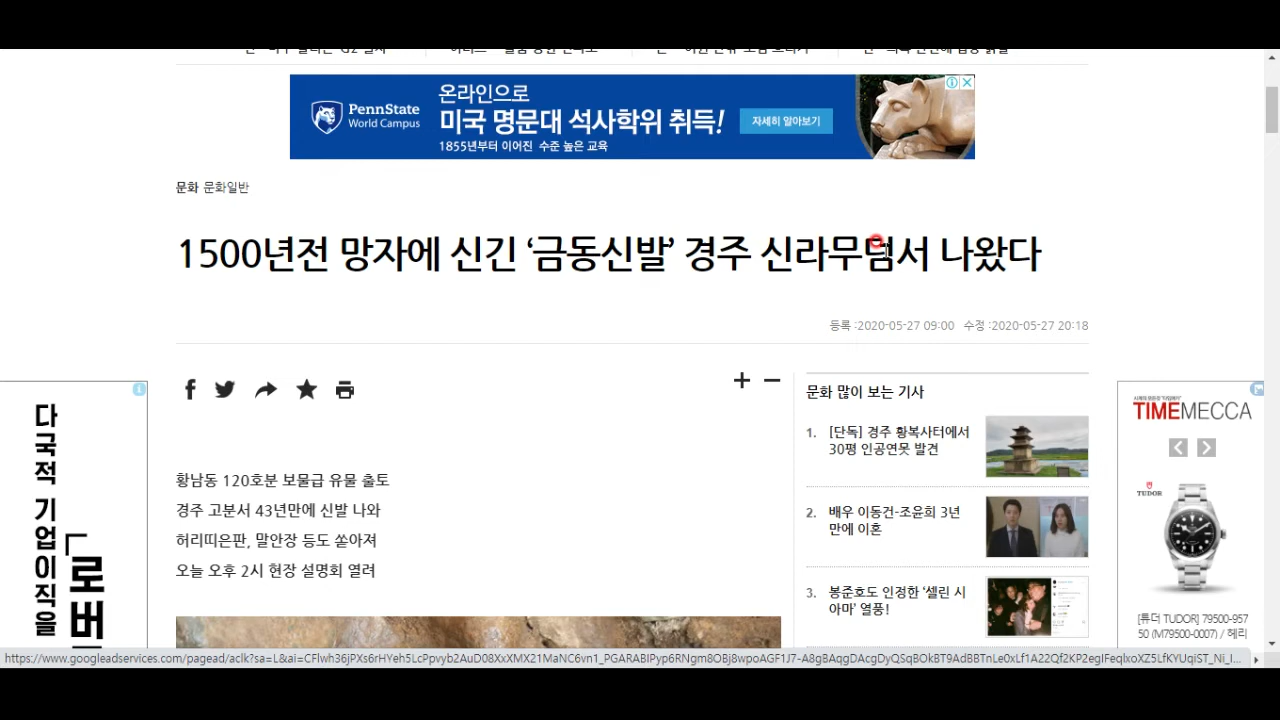 PennState
World Campus
온라인으로
미국 명문대 석사학위 취득!
1855년부터 이어진 수준 높은 교육
자세히 알아보기
문화 문화일반
1500년전 망자에 신긴 ‘금동신발’ 경주 신라무덤서 나왔다
등록 :2020-05-27 09:00 수정 :2020-05-27 20:18
황남동 120호분 보물급 유물 출토
경주 고분서 43년만에 신발 나와
허리띠은판, 말안장 등도 쏟아져
오늘 오후 2시 현장 설명회 열려
문화 많이 보는 기사
1. [단독] 경주 황복사터에서
30평 인공연못 발견
2. 배우 이동건-조윤희 3년
만에 이혼
3. 봉준호도 인정한 ‘셀린 시
아마’ 열풍!
다국적 기업이직을
「로버
TIMEMECCA
TUDOR
[튜더 TUDOR] 79500-957
50 (M79500-0007) / 헤리